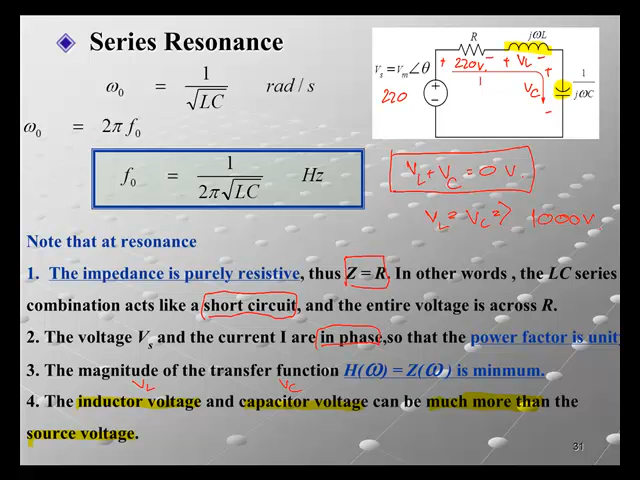 Series Resonance
ω₀ = 1/√LC rad / s
ω₀ = 2π f₀
f₀ = 1/2π√LC Hz
R
jωL
Vs = Vm∠θ
+ 220V. - + VL -
220
+
-
+
VC
-
1/jωC
VL + VC = 0 V.
VL = VC => 1000V.
Note that at resonance
1. The impedance is purely resistive, thus Z = R. In other words , the LC series
combination acts like a short circuit, and the entire voltage is across R.
2. The voltage Vs and the current I are in phase,so that the power factor is unity
3. The magnitude of the transfer function H(ω) = Z(ω) is minmum.
VL VC
4. The inductor voltage and capacitor voltage can be much more than the
source voltage.
31